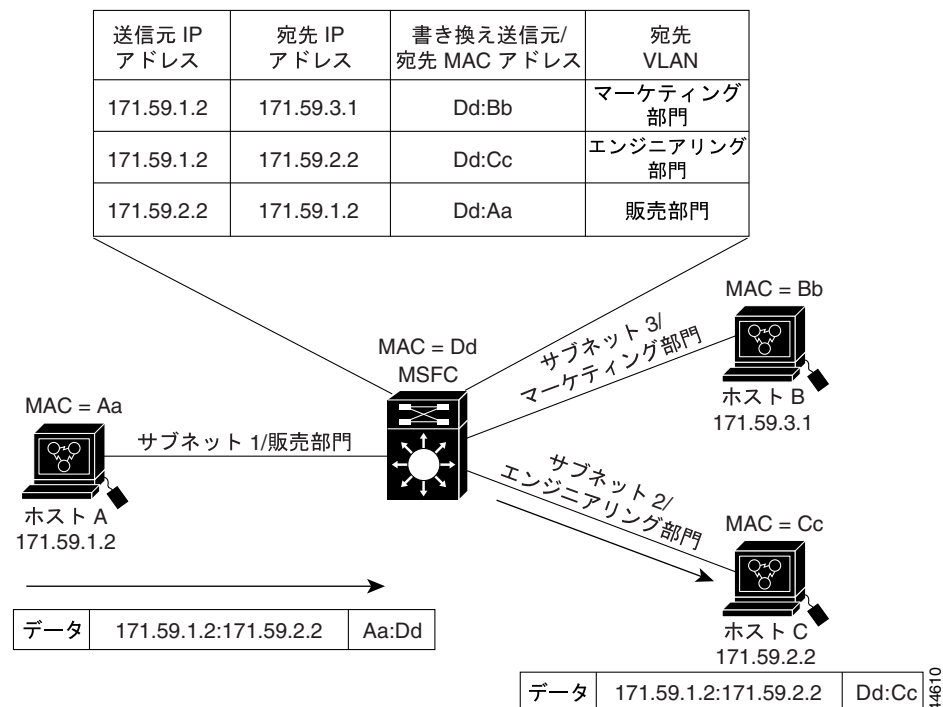 送信元 IP
アドレス
宛先 IP
アドレス
書き換え送信元/
宛先 MAC アドレス
宛先
VLAN
171.59.1.2
171.59.3.1
Dd:Bb
マーケティング
部門
171.59.1.2
171.59.2.2
Dd:Cc
エンジニアリング
部門
171.59.2.2
171.59.1.2
Dd:Aa
販売部門
MAC = Bb
MAC = Dd
MSFC
サブネット 3/
マーケティング部門
ホスト B
171.59.3.1
MAC = Aa
サブネット 1/販売部門
サブネット 2/
エンジニアリング部門
MAC = Cc
ホスト A
171.59.1.2
データ 171.59.1.2:171.59.2.2 Aa:Dd
ホスト C
171.59.2.2
データ 171.59.1.2:171.59.2.2 Dd:Cc
44610